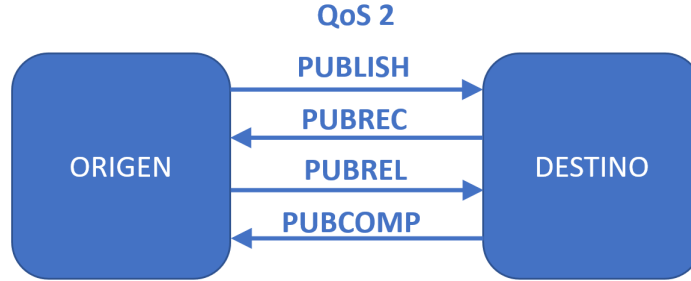 QoS 2
PUBLISH
PUBREC
ORIGEN
PUBREL
DESTINO
PUBCOMP